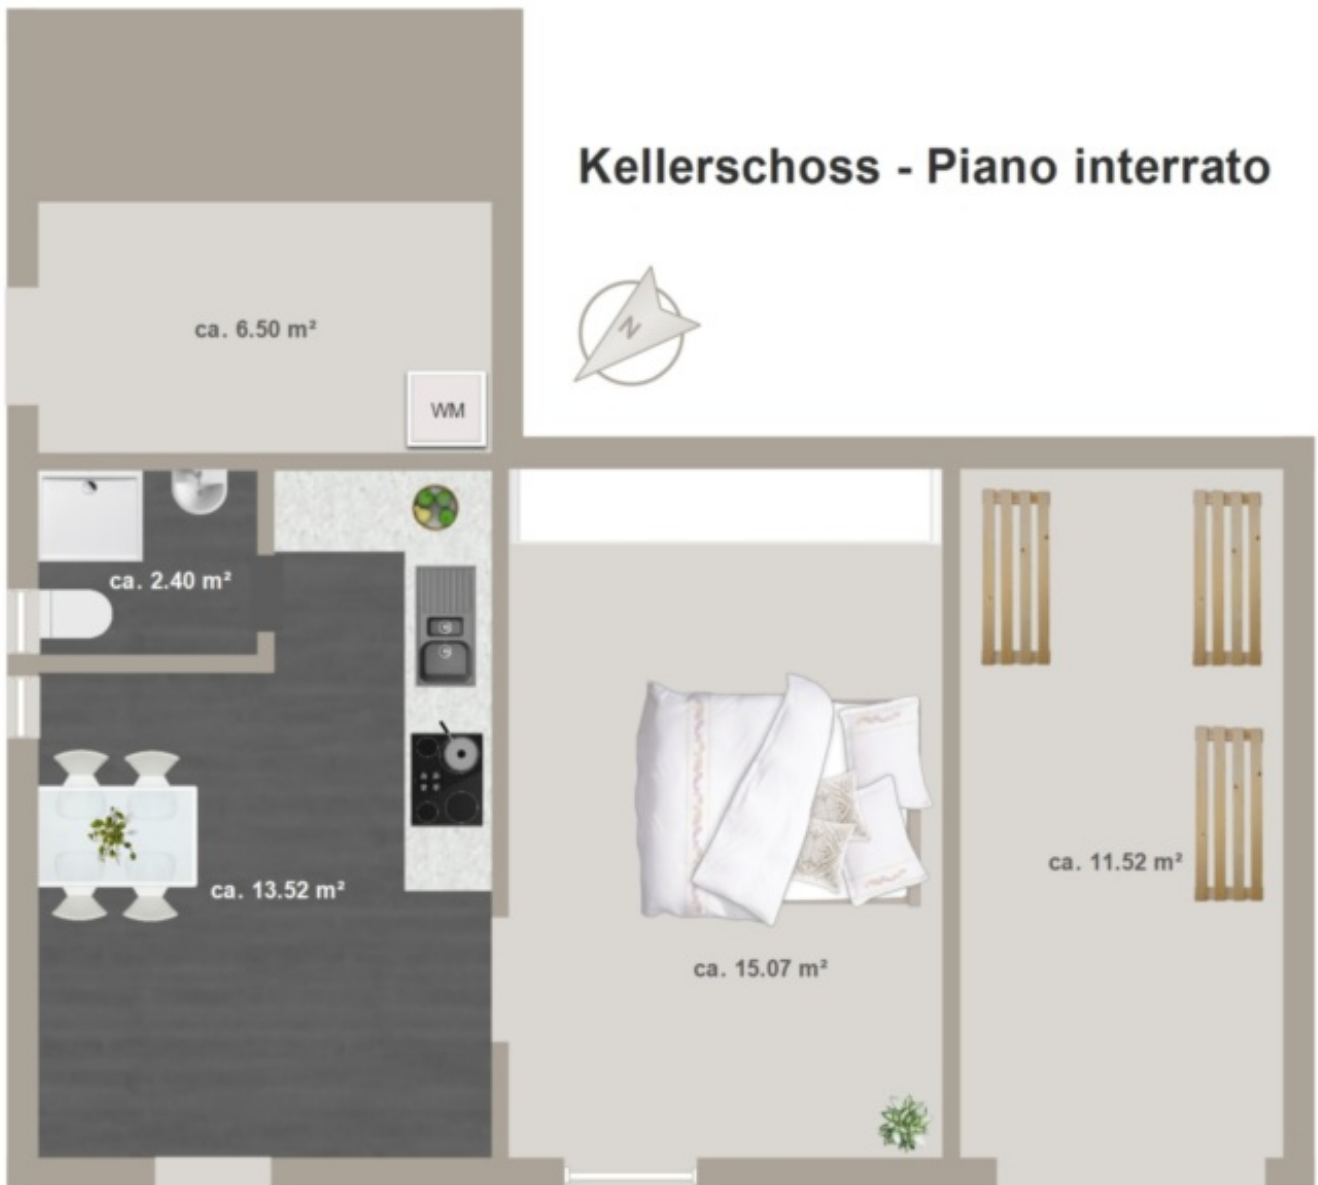 Kellerschoss - Piano interrato
N
ca. 6.50 m²
WM
ca. 2.40 m²
ca. 13.52 m²
ca. 15.07 m²
ca. 11.52 m²